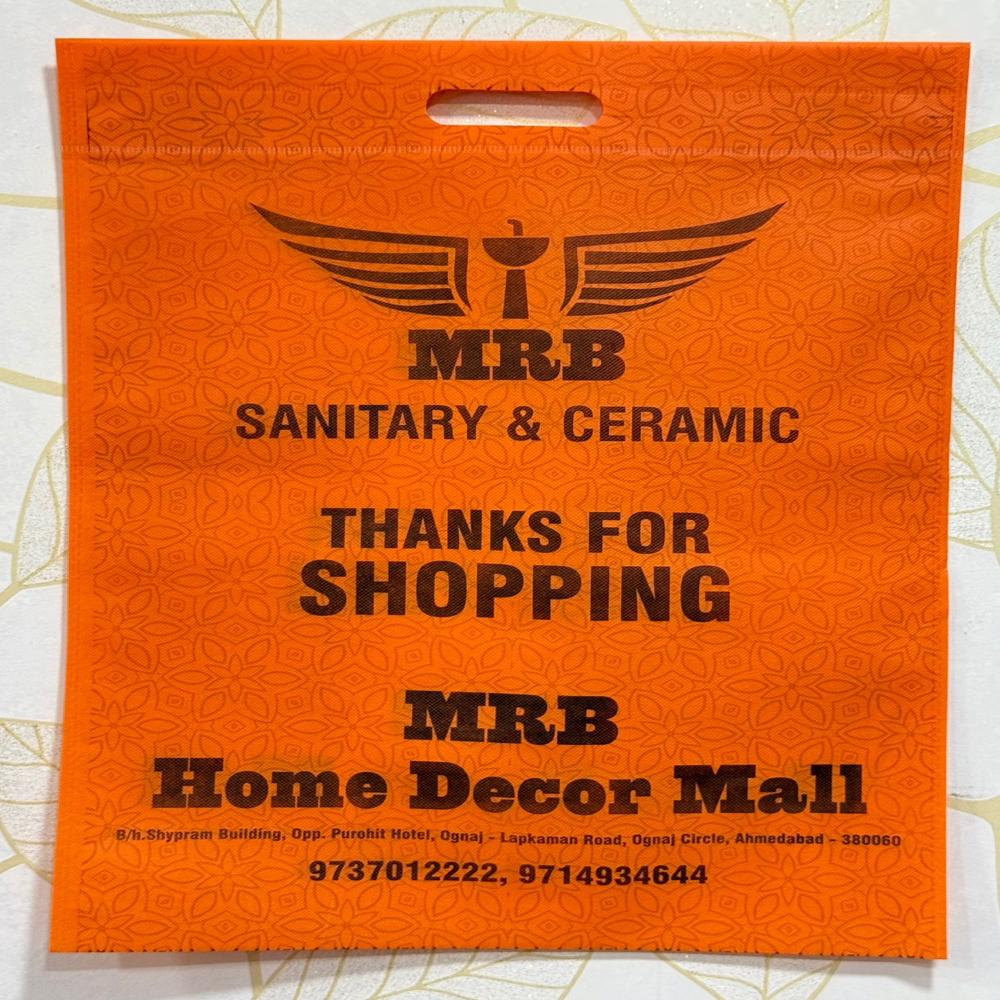 MRB
SANITARY & CERAMIC
THANKS FOR
SHOPPING
MRB
Home Decor Mall
B/h.Shypram Building, Opp. Purohit Hotel, Ognaj - Lapkaman Road, Ognaj Circle, Ahmedabad - 380060
9737012222, 9714934644